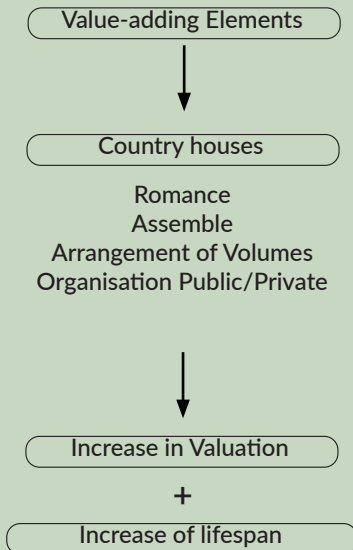 Value-adding Elements
Country houses
Romance
Assemble
Arrangement of Volumes
Organisation Public/Private
Increase in Valuation
+
Increase of lifespan